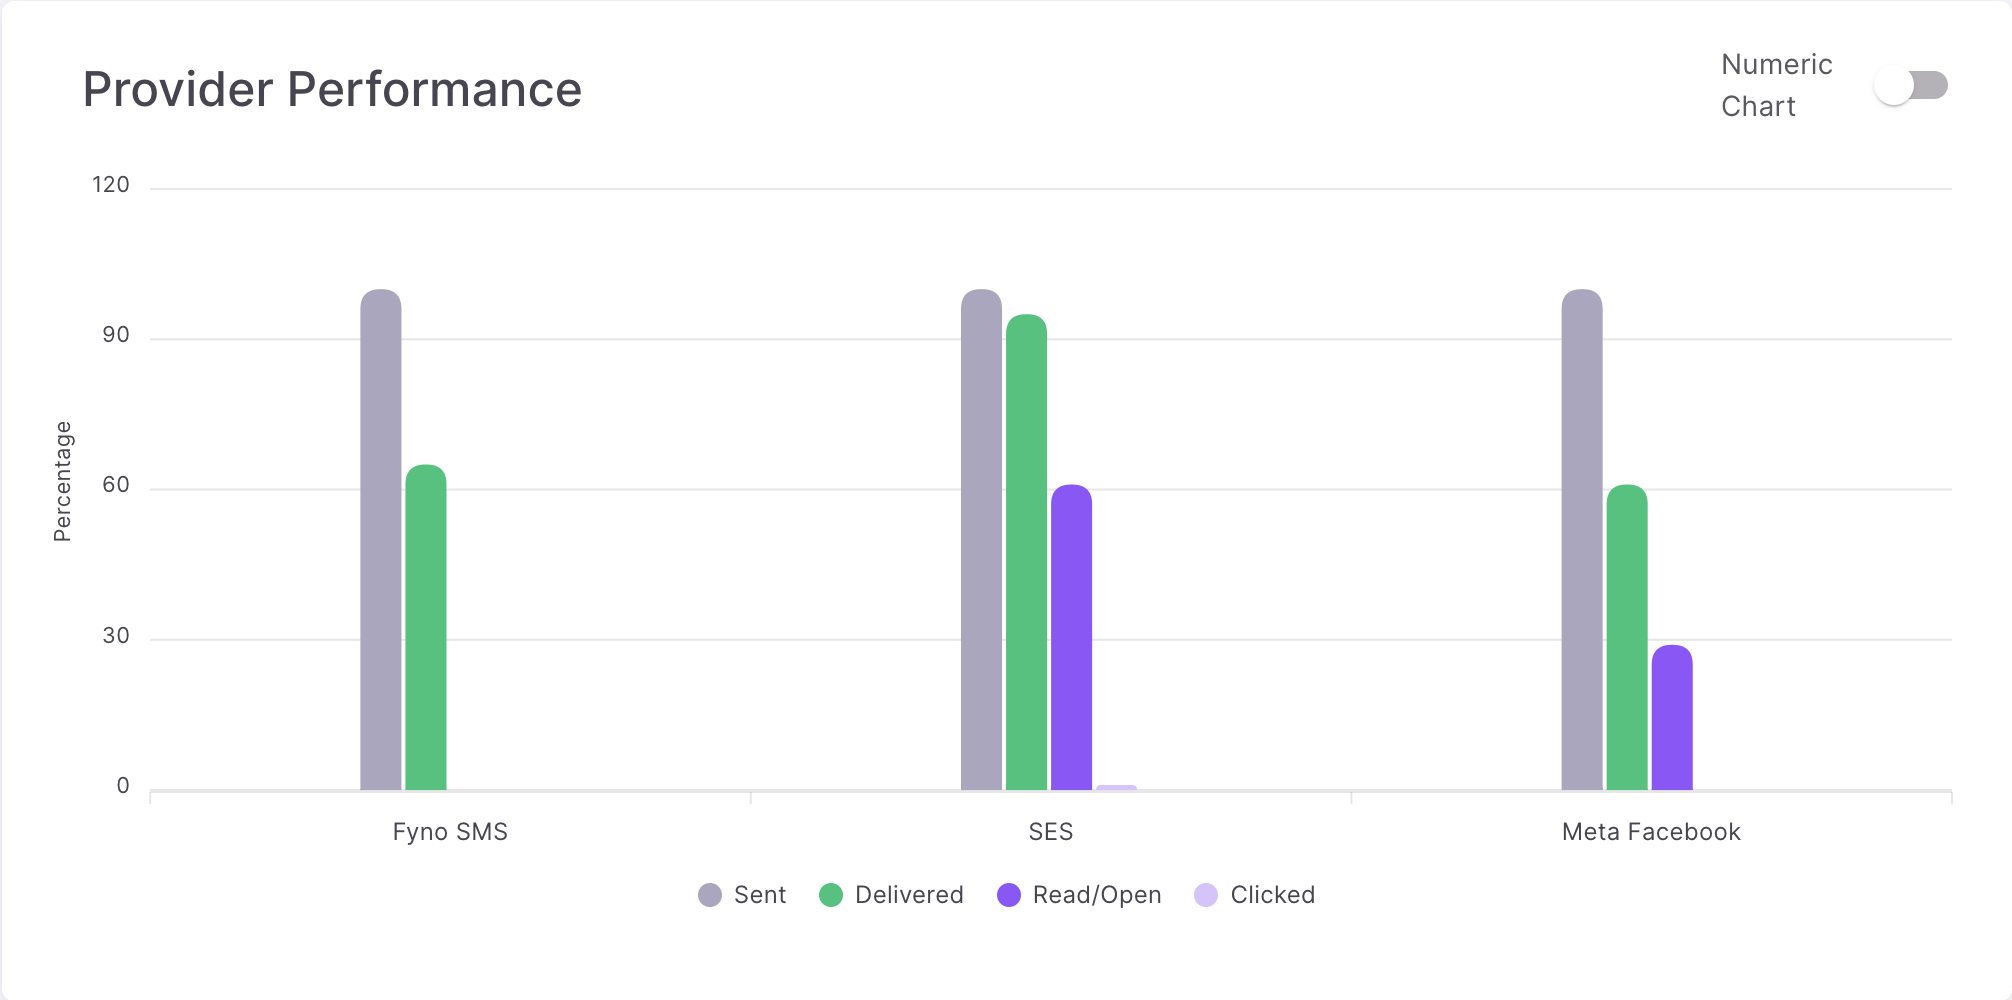 Provider Performance
Numeric
Chart
120
90
60
30
0
Percentage
Fyno SMS
SES
Meta Facebook
Sent
Delivered
Read/Open
Clicked